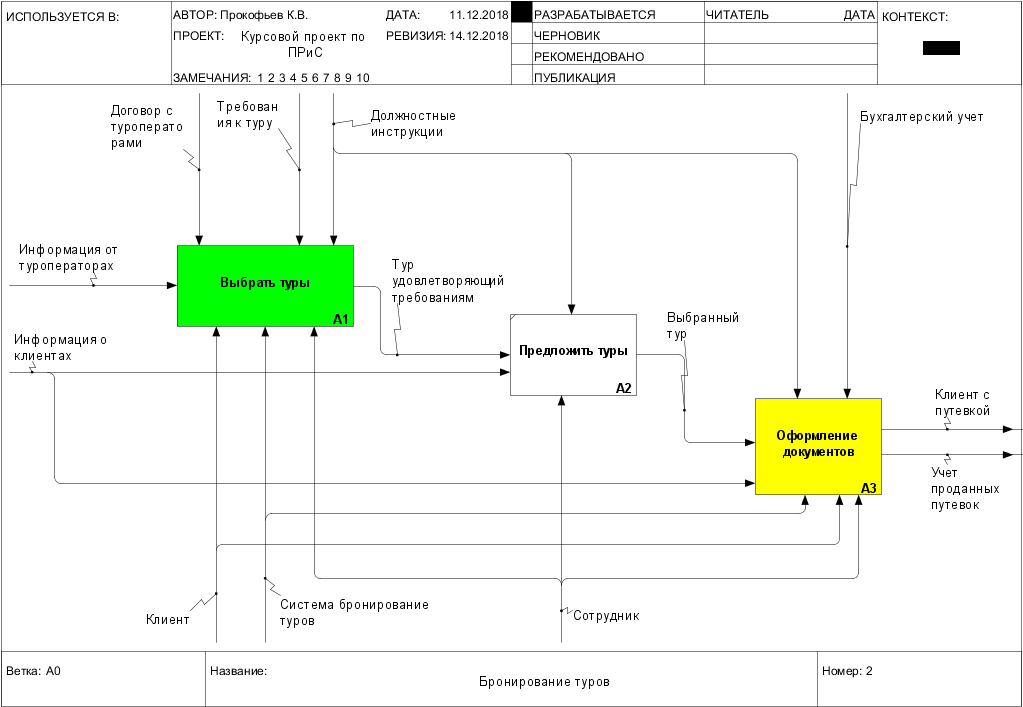 ИСПОЛЬЗУЕТСЯ В:
АВТОР: Прокофьев К.В.
ДАТА: 11.12.2018
РАЗРАБАТЫВАЕТСЯ
ЧИТАТЕЛЬ
ДАТА
КОНТЕКСТ:
ПРОЕКТ: Курсовой проект по
ПРиС
РЕВИЗИЯ: 14.12.2018
ЧЕРНОВИК
РЕКОМЕНДОВАНО
ЗАМЕЧАНИЯ: 1 2 3 4 5 6 7 8 9 10
ПУБЛИКАЦИЯ
Договор с
туроперато
рами
Требован
ия к туру
Должностные
инструкции
Бухгалтерский учет
Информация от
туроператорах
Выбрать туры
A1
Тур
удовлетворяющий
требованиям
Информация о
клиентах
Предложить туры
A2
Выбранный
тур
Оформление
документов
A3
Клиент с
путевкой
Учет
проданных
путевок
Клиент
Система бронирование
туров
Сотрудник
Ветка: A0
Название:
Бронирование туров
Номер: 2